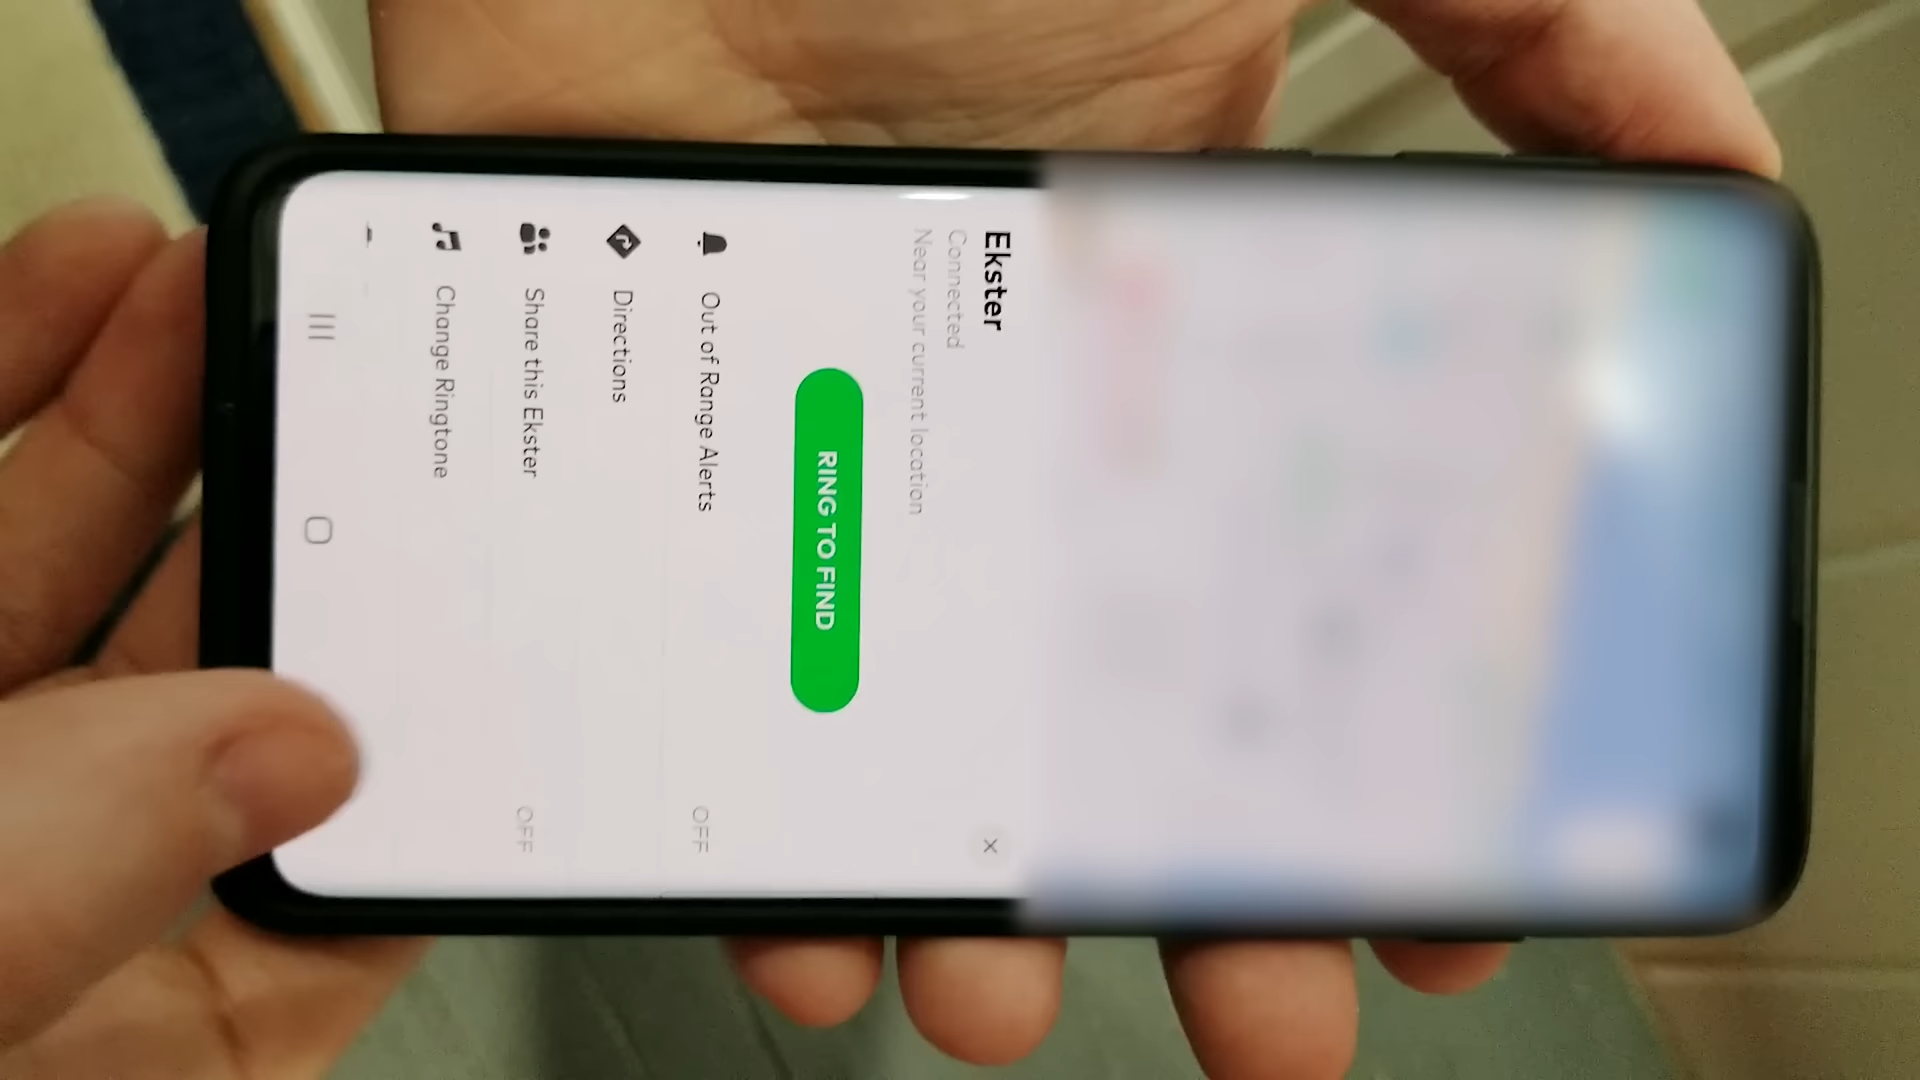 Ekster
Connected
Near your current location
RING TO FIND
Out of Range Alerts OFF
Directions
Share this Ekster OFF
Change Ringtone